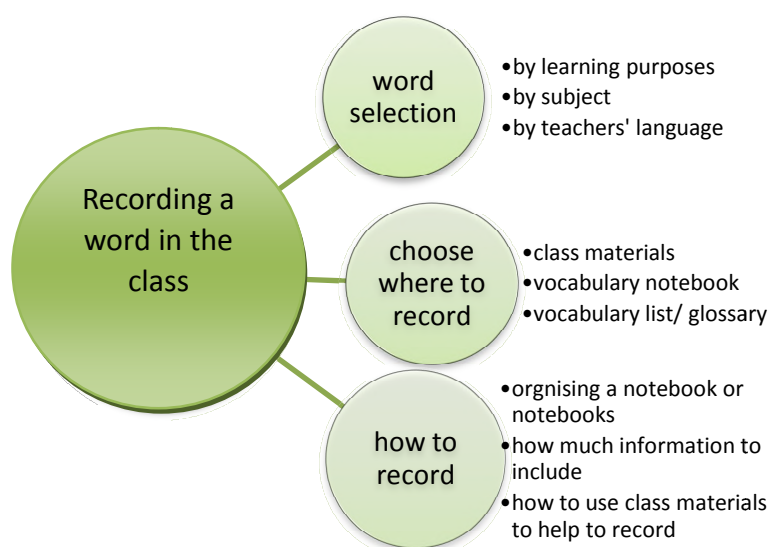 Recording a
word in the
class
word
selection
•by learning purposes
•by subject
•by teachers' language
choose
where to
record
•class materials
•vocabulary notebook
•vocabulary list/ glossary
how to
record
•orgnising a notebook or
notebooks
•how much information to
include
•how to use class materials
to help to record